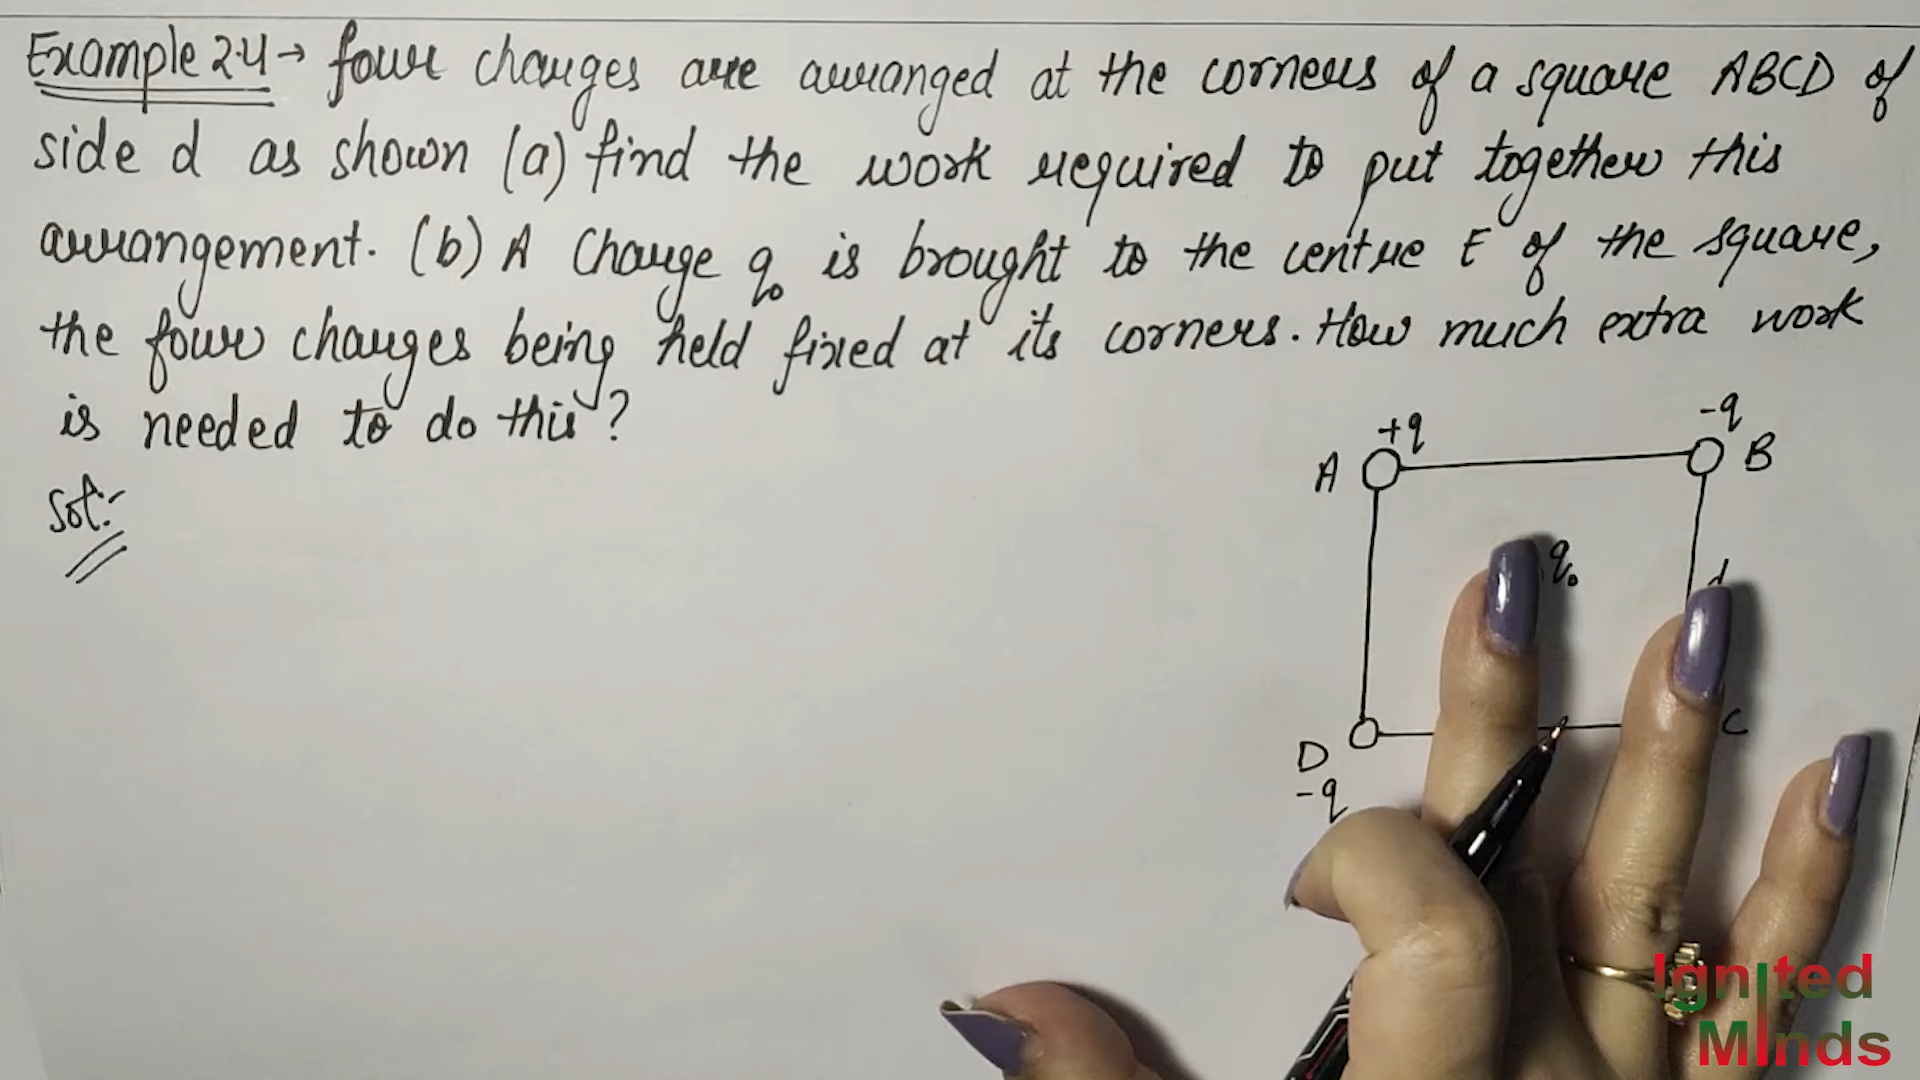 Example 2.4 → four charges are arranged at the corners of a square ABCD of
side d as shown (a) find the work required to put together this
arrangement. (b) A Charge q₀ is brought to the centre E of the square,
the four charges being held fixed at its corners. How much extra work
is needed to do this?
Sol:-
+q
-q
A
B
q₀
d
C
D
-q
Ignited
Minds